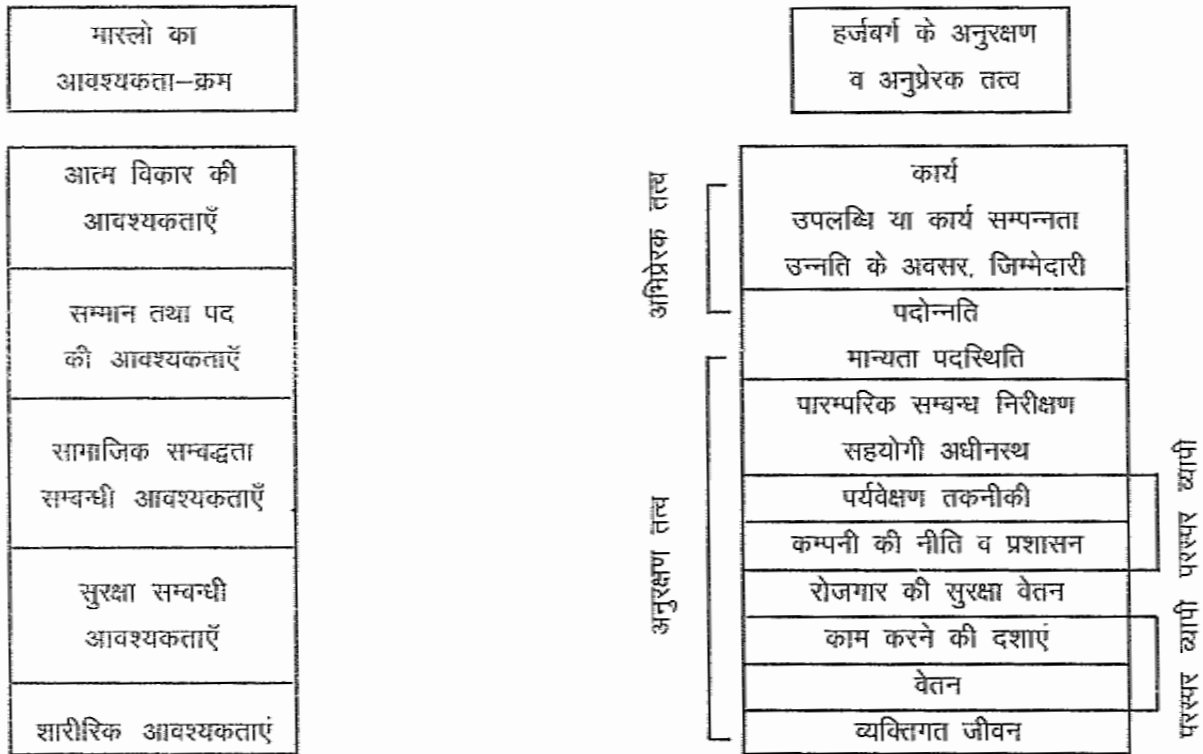 मास्लो का
आवश्यकता–क्रम
आत्म विकार की
आवश्यकताएँ
सम्मान तथा पद
की आवश्यकताएँ
सामाजिक सम्बद्धता
सम्बन्धी आवश्यकताएँ
सुरक्षा सम्बन्धी
आवश्यकताएँ
शारीरिक आवश्यकताएं
हर्जबर्ग के अनुरक्षण
व अनुप्रेरक तत्व
अभिप्रेरक तत्व
अनुरक्षण तत्व
कार्य
उपलब्धि या कार्य सम्पन्नता
उन्नति के अवसर, जिम्मेदारी
पदोन्नति
मान्यता पदस्थिति
पारम्परिक सम्बन्ध निरीक्षण
सहयोगी अधीनस्थ
पर्यवेक्षण तकनीकी
कम्पनी की नीति व प्रशासन
रोजगार की सुरक्षा वेतन
काम करने की दशाएं
वेतन
व्यक्तिगत जीवन
परस्पर व्यापी
परस्पर व्यापी